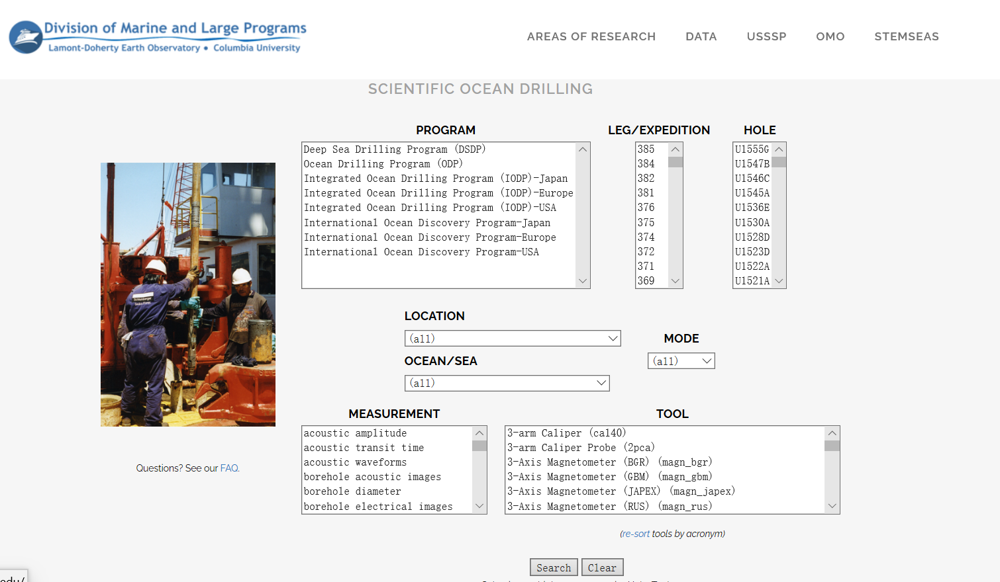 Division of Marine and Large Programs
Lamont-Doherty Earth Observatory • Columbia University
AREAS OF RESEARCH DATA USSSP OMO STEMSEAS
SCIENTIFIC OCEAN DRILLING
PROGRAM
Deep Sea Drilling Program (DSDP)
Ocean Drilling Program (ODP)
Integrated Ocean Drilling Program (IODP)-Japan
Integrated Ocean Drilling Program (IODP)-Europe
Integrated Ocean Drilling Program (IODP)-USA
International Ocean Discovery Program-Japan
International Ocean Discovery Program-Europe
International Ocean Discovery Program-USA
LEG/EXPEDITION
385
384
382
381
376
375
374
372
371
369
HOLE
U1555G
U1547B
U1546C
U1545A
U1536E
U1530A
U1528D
U1523D
U1522A
U1521A
LOCATION
(all)
OCEAN/SEA
(all)
MODE
(all)
MEASUREMENT
acoustic amplitude
acoustic transit time
acoustic waveforms
borehole acoustic images
borehole diameter
borehole electrical images
TOOL
3-arm Caliper (cal40)
3-arm Caliper Probe (2pca)
3-Axis Magnetometer (BGR) (magn_bgr)
3-Axis Magnetometer (GBM) (magn_gbm)
3-Axis Magnetometer (JAPEX) (magn_japex)
3-Axis Magnetometer (RUS) (magn_rus)
(re-sort tools by acronym)
Questions? See our FAQ.
Search Clear